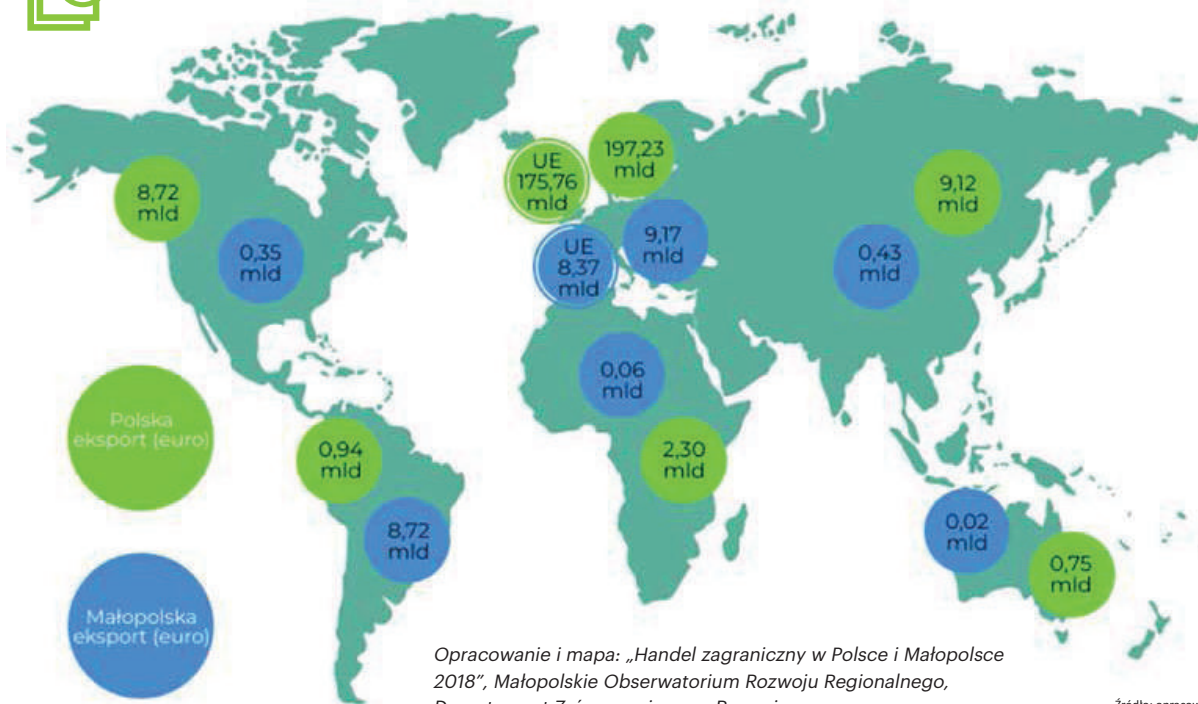 UE
175,76
mld
197,23
mld
8,72
mld
9,12
mld
0,35
mld
UE
8,37
mld
9,17
mld
0,43
mld
0,06
mld
Polska
eksport (euro)
0,94
mld
2,30
mld
8,72
mld
0,02
mld
0,75
mld
Małopolska
eksport (euro)
Opracowanie i mapa: „Handel zagraniczny w Polsce i Małopolsce
2018”, Małopolskie Obserwatorium Rozwoju Regionalnego,